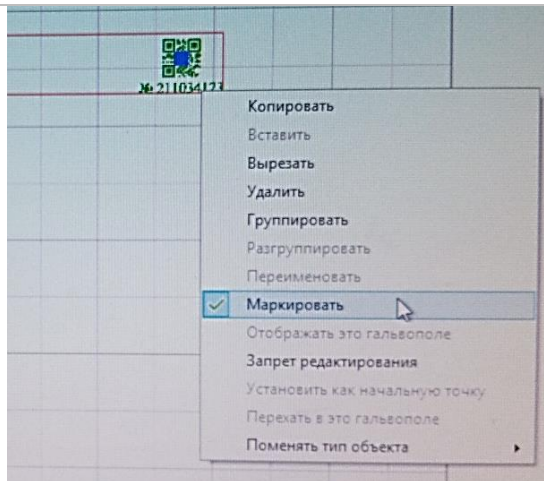 № 211034123
Копировать
Вставить
Вырезать
Удалить
Группировать
Разгруппировать
Переименовать
Маркировать
Отображать это гальвополе
Запрет редактирования
Установить как начальную точку
Перехать в это гальвополе
Поменять тип объекта